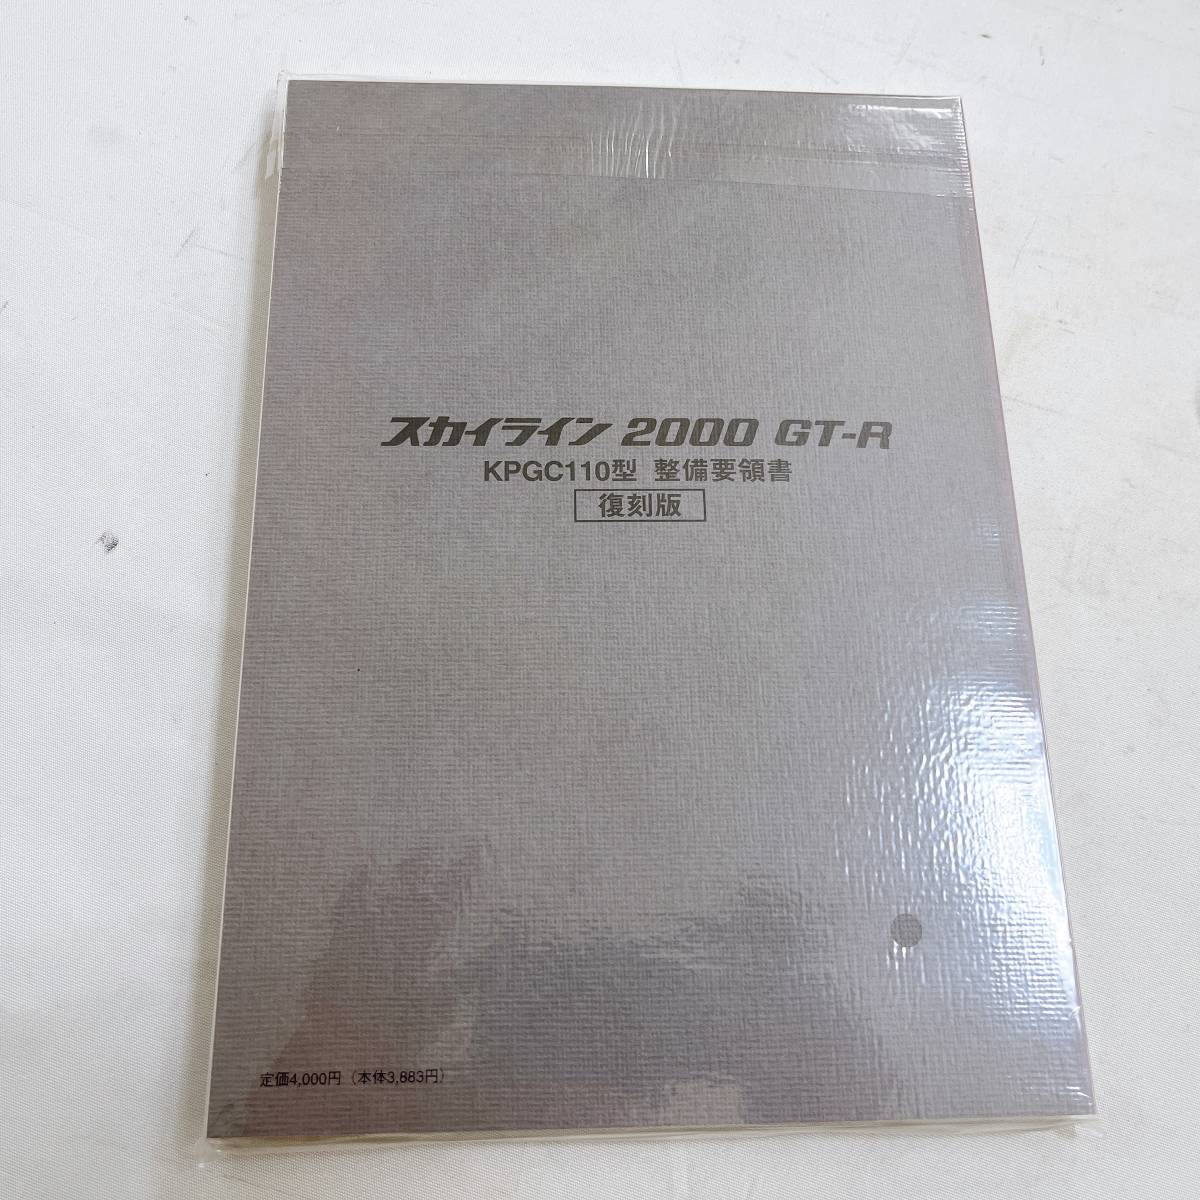 スカイライン 2000 GT-R
KPGC110型 整備要領書
復刻版
定価4,000円（本体3,883円）